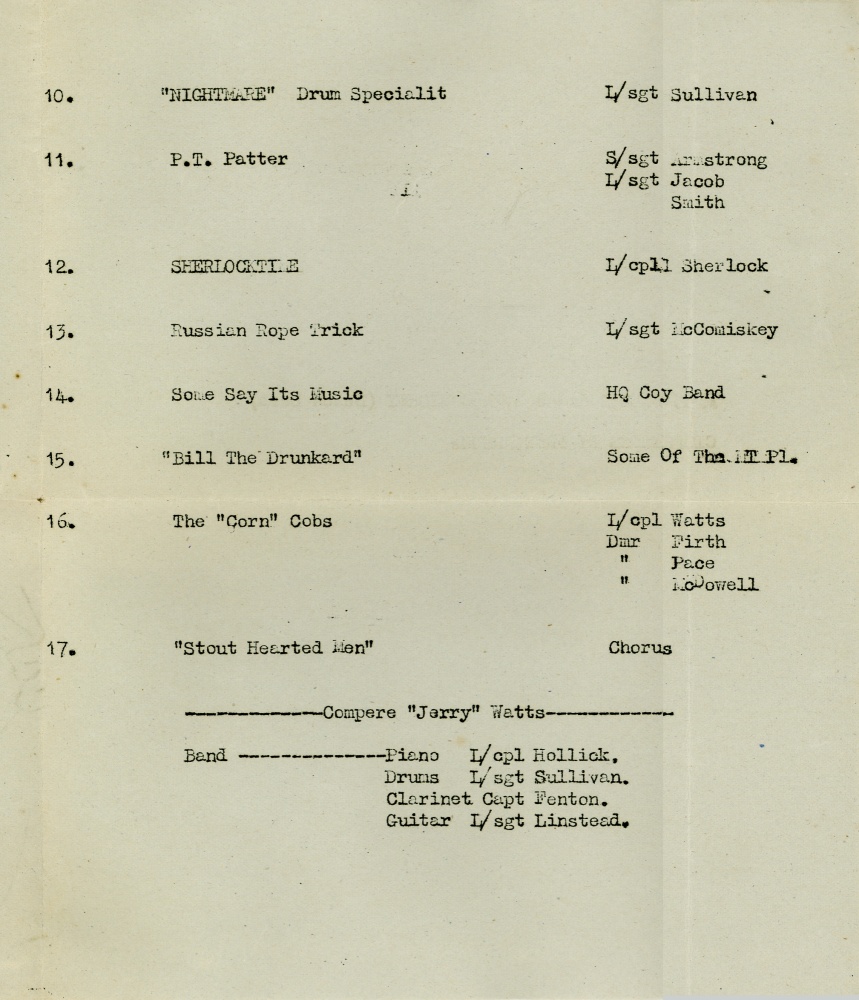 10. "NIGHTMARE" Drum Specialit L/sgt Sullivan
11. P.T. Patter S/sgt Armstrong
L/sgt Jacob
Smith
12. SHERLOCKTIME L/cpll Sherlock
13. Russian Rope Trick L/sgt McComiskey
14. Some Say Its Music HQ Coy Band
15. "Bill The Drunkard" Some Of The Pl.
16. The "Corn" Cobs L/cpl Watts
Dmr Firth
" Pace
" McDowell
17. "Stout Hearted Men" Chorus
-------------Compere "Jerry" Watts------------
Band --------------Piano L/cpl Hollick.
Drums L/sgt Sullivan.
Clarinet Capt Fenton.
Guitar L/sgt Linstead.